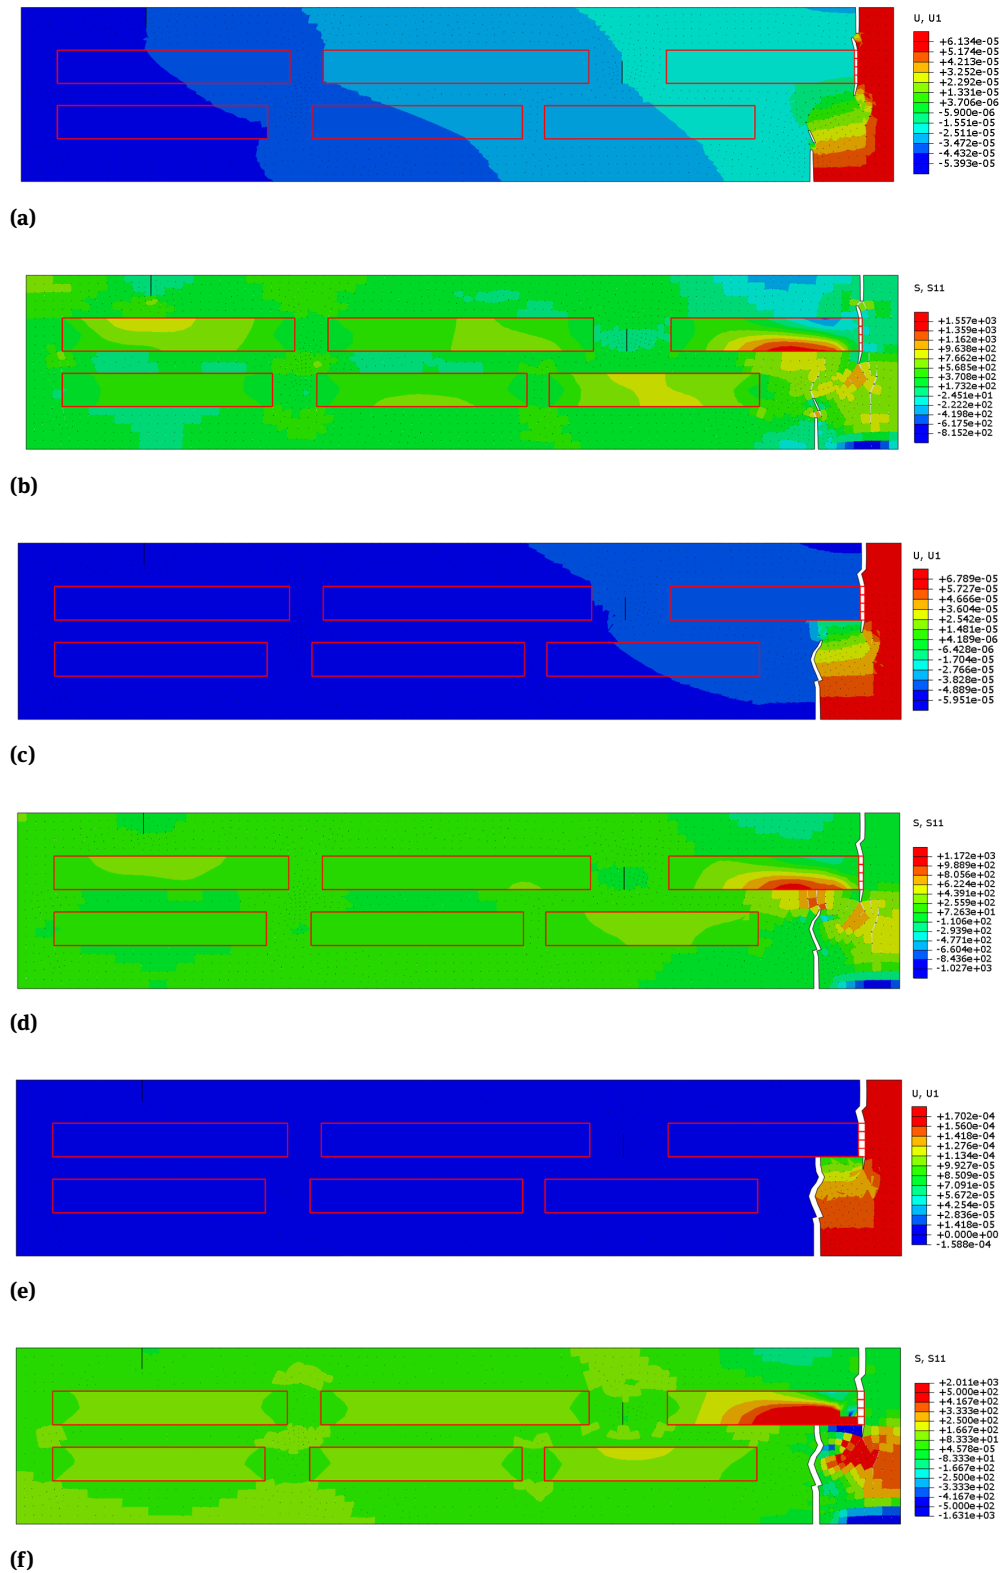 U, U1
+6.134e-05
+5.174e-05
+4.213e-05
+3.252e-05
+2.292e-05
+1.331e-05
+3.706e-06
-5.900e-06
-1.551e-05
-2.511e-05
-3.472e-05
-4.432e-05
-5.393e-05
(a)
S, S11
+1.557e+03
+1.359e+03
+1.162e+03
+9.638e+02
+7.662e+02
+5.685e+02
+3.708e+02
+1.732e+02
-2.451e+01
-2.222e+02
-4.198e+02
-6.175e+02
-8.152e+02
(b)
U, U1
+6.789e-05
+5.727e-05
+4.666e-05
+3.604e-05
+2.542e-05
+1.481e-05
+4.189e-06
-6.428e-06
-1.704e-05
-2.766e-05
-3.828e-05
-4.889e-05
-5.951e-05
(c)
S, S11
+1.172e+03
+9.889e+02
+8.056e+02
+6.224e+02
+4.391e+02
+2.559e+02
+7.263e+01
-1.106e+02
-2.939e+02
-4.771e+02
-6.604e+02
-8.436e+02
-1.027e+03
(d)
U, U1
+1.702e-04
+1.560e-04
+1.418e-04
+1.276e-04
+1.134e-04
+9.927e-05
+8.509e-05
+7.091e-05
+5.672e-05
+4.254e-05
+2.836e-05
+1.418e-05
+0.000e+00
-1.588e-04
(e)
S, S11
+2.011e+03
+5.000e+02
+4.167e+02
+3.333e+02
+2.500e+02
+1.667e+02
+8.333e+01
+4.578e-05
-8.333e+01
-1.667e+02
-2.500e+02
-3.333e+02
-4.167e+02
-5.000e+02
-1.631e+03
(f)